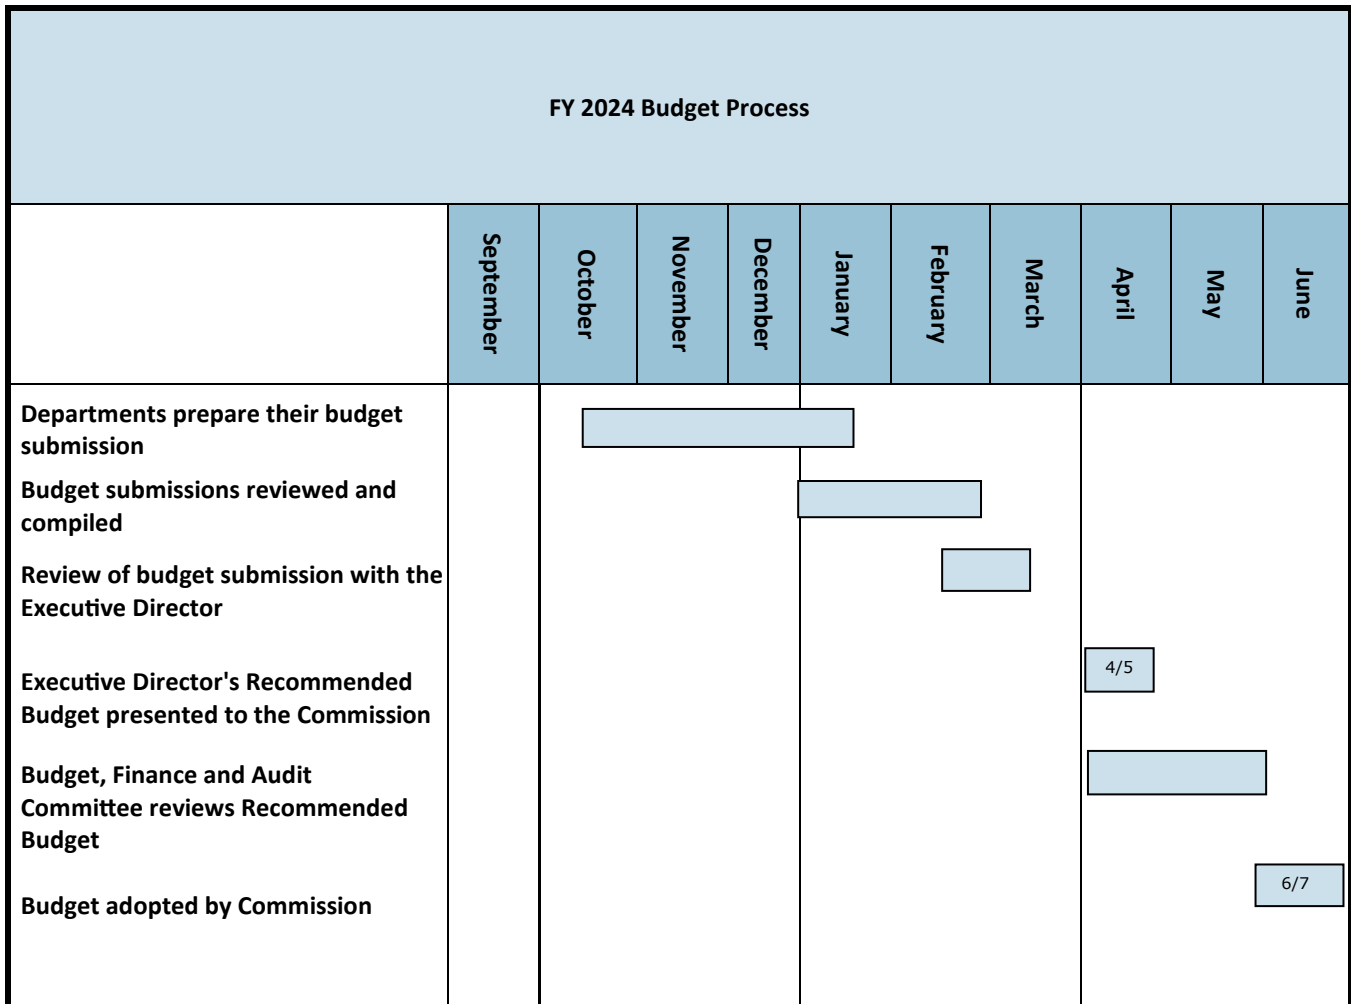 FY 2024 Budget Process
September
October
November
December
January
February
March
April
May
June
Departments prepare their budget
submission
Budget submissions reviewed and
compiled
Review of budget submission with the
Executive Director
Executive Director's Recommended
Budget presented to the Commission
4/5
Budget, Finance and Audit
Committee reviews Recommended
Budget
Budget adopted by Commission
6/7